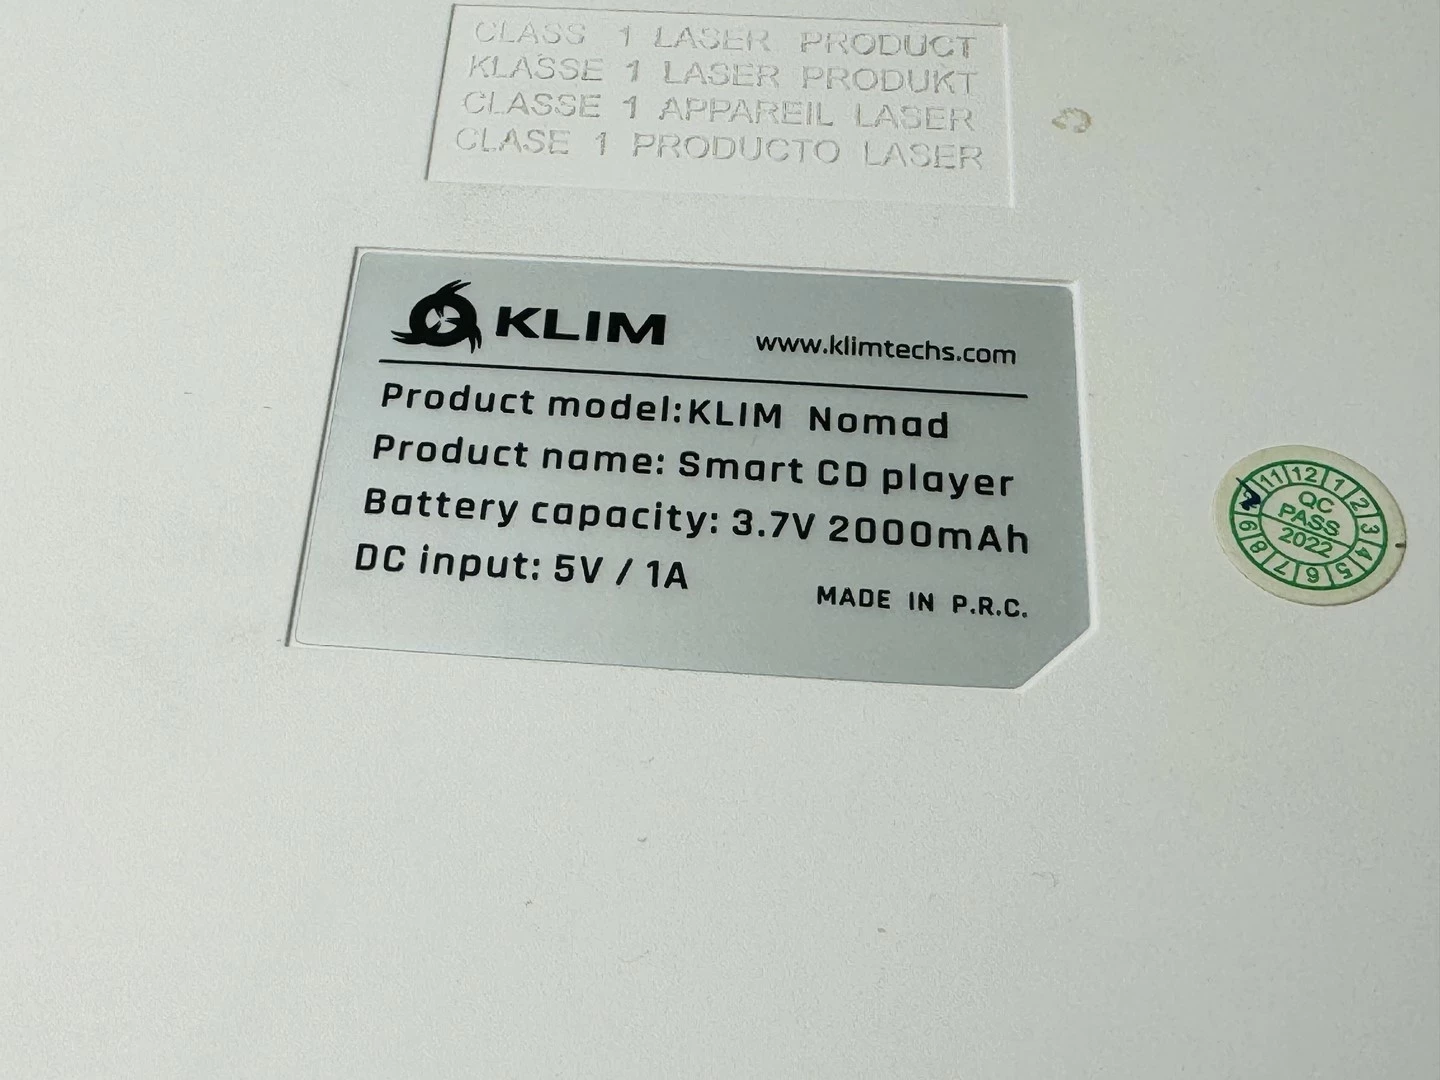 CLASS 1 LASER PRODUCT
KLASSE 1 LASER PRODUKT
CLASSE 1 APPAREIL LASER
CLASE 1 PRODUCTO LASER
KLIM www.klimtechs.com
Product model:KLIM Nomad
Product name: Smart CD player
Battery capacity: 3.7V 2000mAh
DC input: 5V / 1A
MADE IN P.R.C.
11 12 1 2 3 4 5 6 7 8 9
QC
PASS
2022